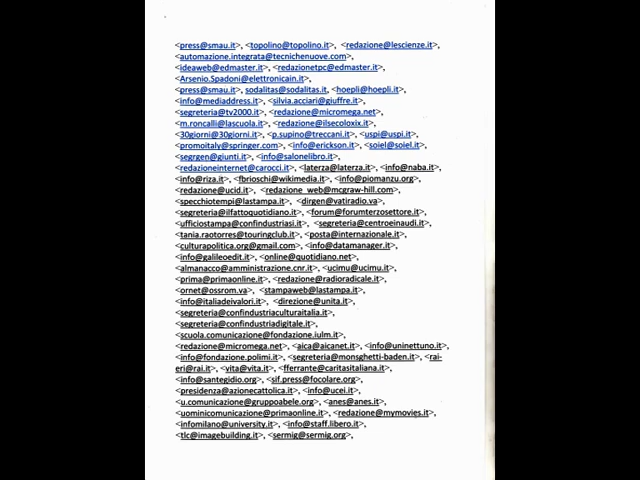 <press@smau.it>, <topolino@topolino.it>, <redazione@lescienze.it>,
<automazione.integrata@tecnichenuove.com>
<ideaweb@edmaster.it>, <redazionetpc@edmaster.it>,
<Arsenio.Spadoni@elettronicain.it>,
<press@smau.it>, sodalitas@sodalitas.it, <hoepli@hoepli.it>,
<info@mediaddress.it>, <silvia.acciari@giuffre.it>,
<segreteria@tv2000.it>, <redazione@micromega.net>,
<m.roncalli@lascuola.it>, <redazione@ilsecoloxix.it>,
<30giorni@30giorni.it>, <p.supino@treccani.it>, <uspi@uspi.it>,
<promoitaly@springer.com>, <info@erickson.it>, <soiel@soiel.it>,
<segrgen@giunti.it>, <info@salonelibro.it>,
<redazioneinternet@carocci.it>, <laterza@laterza.it>, <info@naba.it>,
<info@riza.it>, <fbrioschi@wikimedia.it>, <info@piomanzu.org>,
<redazione@ucid.it>, <redazione_web@mcgraw-hill.com>,
<specchiotempi@lastampa.it>, <dirgen@vatiradio.va>,
<segreteria@ilfattoquotidiano.it>, <forum@forumterzosettore.it>,
<ufficiostampa@confindustriasi.it>, <segreteria@centroeinaudi.it>,
<tania.raotorres@touringclub.it>, <posta@internazionale.it>,
<culturapolitica.org@gmail.com>, <info@datamanager.it>,
<info@galileoedit.it>, <online@quotidiano.net>,
<almanacco@amministrazione.cnr.it>, <ucimu@ucimu.it>,
<prima@primaonline.it>, <redazione@radioradicale.it>,
<ornet@ossrom.va>, <stampaweb@lastampa.it>,
<info@italiadeivalori.it>, <direzione@unita.it>,
<segreteria@confindustriaculturaitalia.it>,
<segreteria@confindustriadigitale.it>,
<scuola.comunicazione@fondazione.iulm.it>,
<redazione@micromega.net>, <aica@aicanet.it>, <info@uninettuno.it>,
<info@fondazione.polimi.it>, <segreteria@monsghetti-baden.it>, <rai-
eri@rai.it>, <vita@vita.it>, <fferrante@caritasitaliana.it>,
<info@santegidio.org>, <sif.press@focolare.org>,
<presidenza@azionecattolica.it>, <info@ucei.it>,
<u.comunicazione@gruppoabele.org>, <anes@anes.it>,
<uominicomunicazione@primaonline.it>, <redazione@mymovies.it>,
<infomilano@university.it>, <info@staff.libero.it>,
<tlc@imagebuilding.it>, <sermig@sermig.org>,